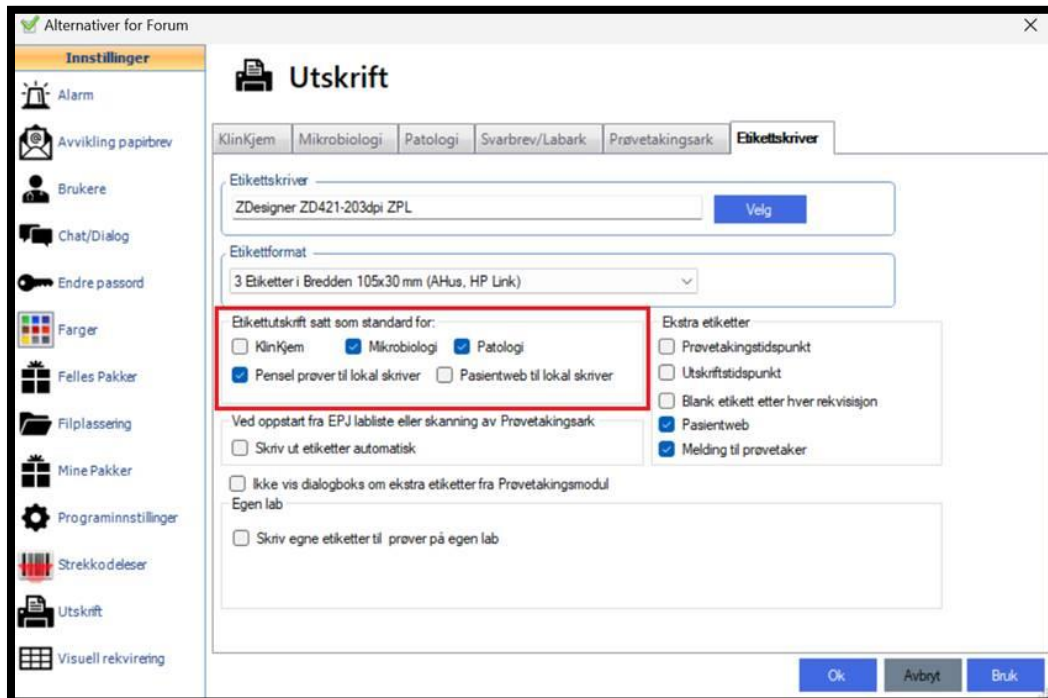 Alternativer for Forum
Innstillinger
Alarm
Avvikling papirbrev
Brukere
Chat/Dialog
Endre passord
Farger
Felles Pakker
Filplassering
Mine Pakker
Programinnstillinger
Strekkodeleser
Utskrift
Visuell rekvirering
Utskrift
KlinKjem Mikrobiologi Patologi Svarbrev/Labark Prøvetakingsark Etikettskriver
Etikettskriver
ZDesigner ZD421-203dpi ZPL Velg
Etikettformat
3 Etiketter i Bredden 105x30 mm (AHus, HP Link)
Etikettutskrift satt som standard for:
KlinKjem Mikrobiologi Patologi
Pensel prøver til lokal skriver Pasientweb til lokal skriver
Ved oppstart fra EPJ labliste eller skanning av Prøvetakingsark
Skriv ut etiketter automatisk
Ikke vis dialogboks om ekstra etiketter fra Prøvetakingsmodul
Egen lab
Skriv egne etiketter til prøver på egen lab
Ekstra etiketter
Prøvetakingstidspunkt
Utskriftstidspunkt
Blank etikett etter hver rekvisisjon
Pasientweb
Melding til prøvetaker
Ok Avbryt Bruk